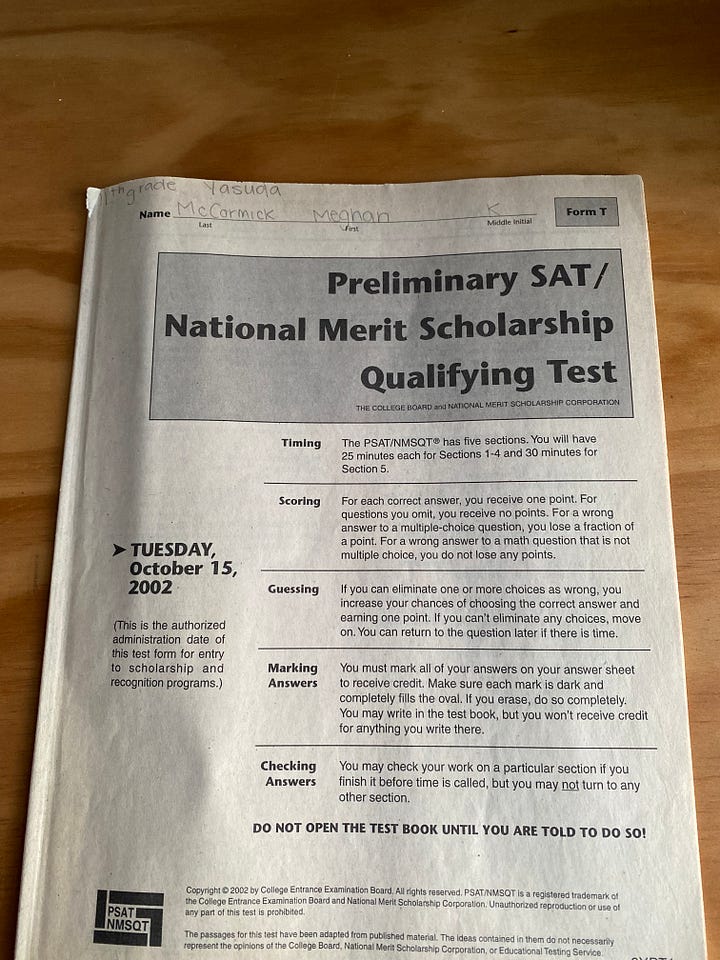 11th grade Yasuda
Name McCormick Meghan K
Last First Middle Initial
Form T
Preliminary SAT/
National Merit Scholarship
Qualifying Test
THE COLLEGE BOARD and NATIONAL MERIT SCHOLARSHIP CORPORATION
Timing
The PSAT/NMSQT® has five sections. You will have
25 minutes each for Sections 1-4 and 30 minutes for
Section 5.
Scoring
For each correct answer, you receive one point. For
questions you omit, you receive no points. For a wrong
answer to a multiple-choice question, you lose a fraction of
a point. For a wrong answer to a math question that is not
multiple choice, you do not lose any points.
➤ TUESDAY,
October 15,
2002
(This is the authorized
administration date of
this test form for entry
to scholarship and
recognition programs.)
Guessing
If you can eliminate one or more choices as wrong, you
increase your chances of choosing the correct answer and
earning one point. If you can't eliminate any choices, move
on. You can return to the question later if there is time.
Marking
Answers
You must mark all of your answers on your answer sheet
to receive credit. Make sure each mark is dark and
completely fills the oval. If you erase, do so completely.
You may write in the test book, but you won't receive credit
for anything you write there.
Checking
Answers
You may check your work on a particular section if you
finish it before time is called, but you may not turn to any
other section.
DO NOT OPEN THE TEST BOOK UNTIL YOU ARE TOLD TO DO SO!
PSAT
NMSQT
Copyright © 2002 by College Entrance Examination Board. All rights reserved. PSAT/NMSQT is a registered trademark of
the College Entrance Examination Board and National Merit Scholarship Corporation. Unauthorized reproduction or use of
any part of this test is prohibited.
The passages for this test have been adapted from published material. The ideas contained in them do not necessarily
represent the opinions of the College Board, National Merit Scholarship Corporation, or Educational Testing Service.